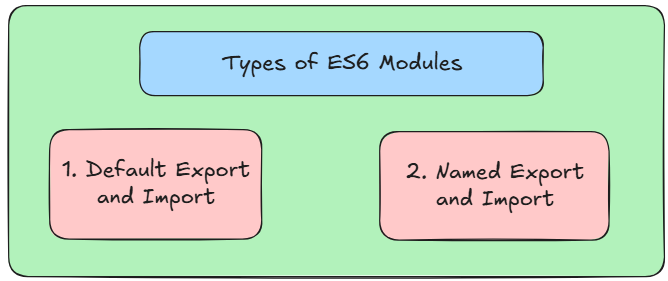 Types of ES6 Modules
1. Default Export
and Import
2. Named Export
and Import